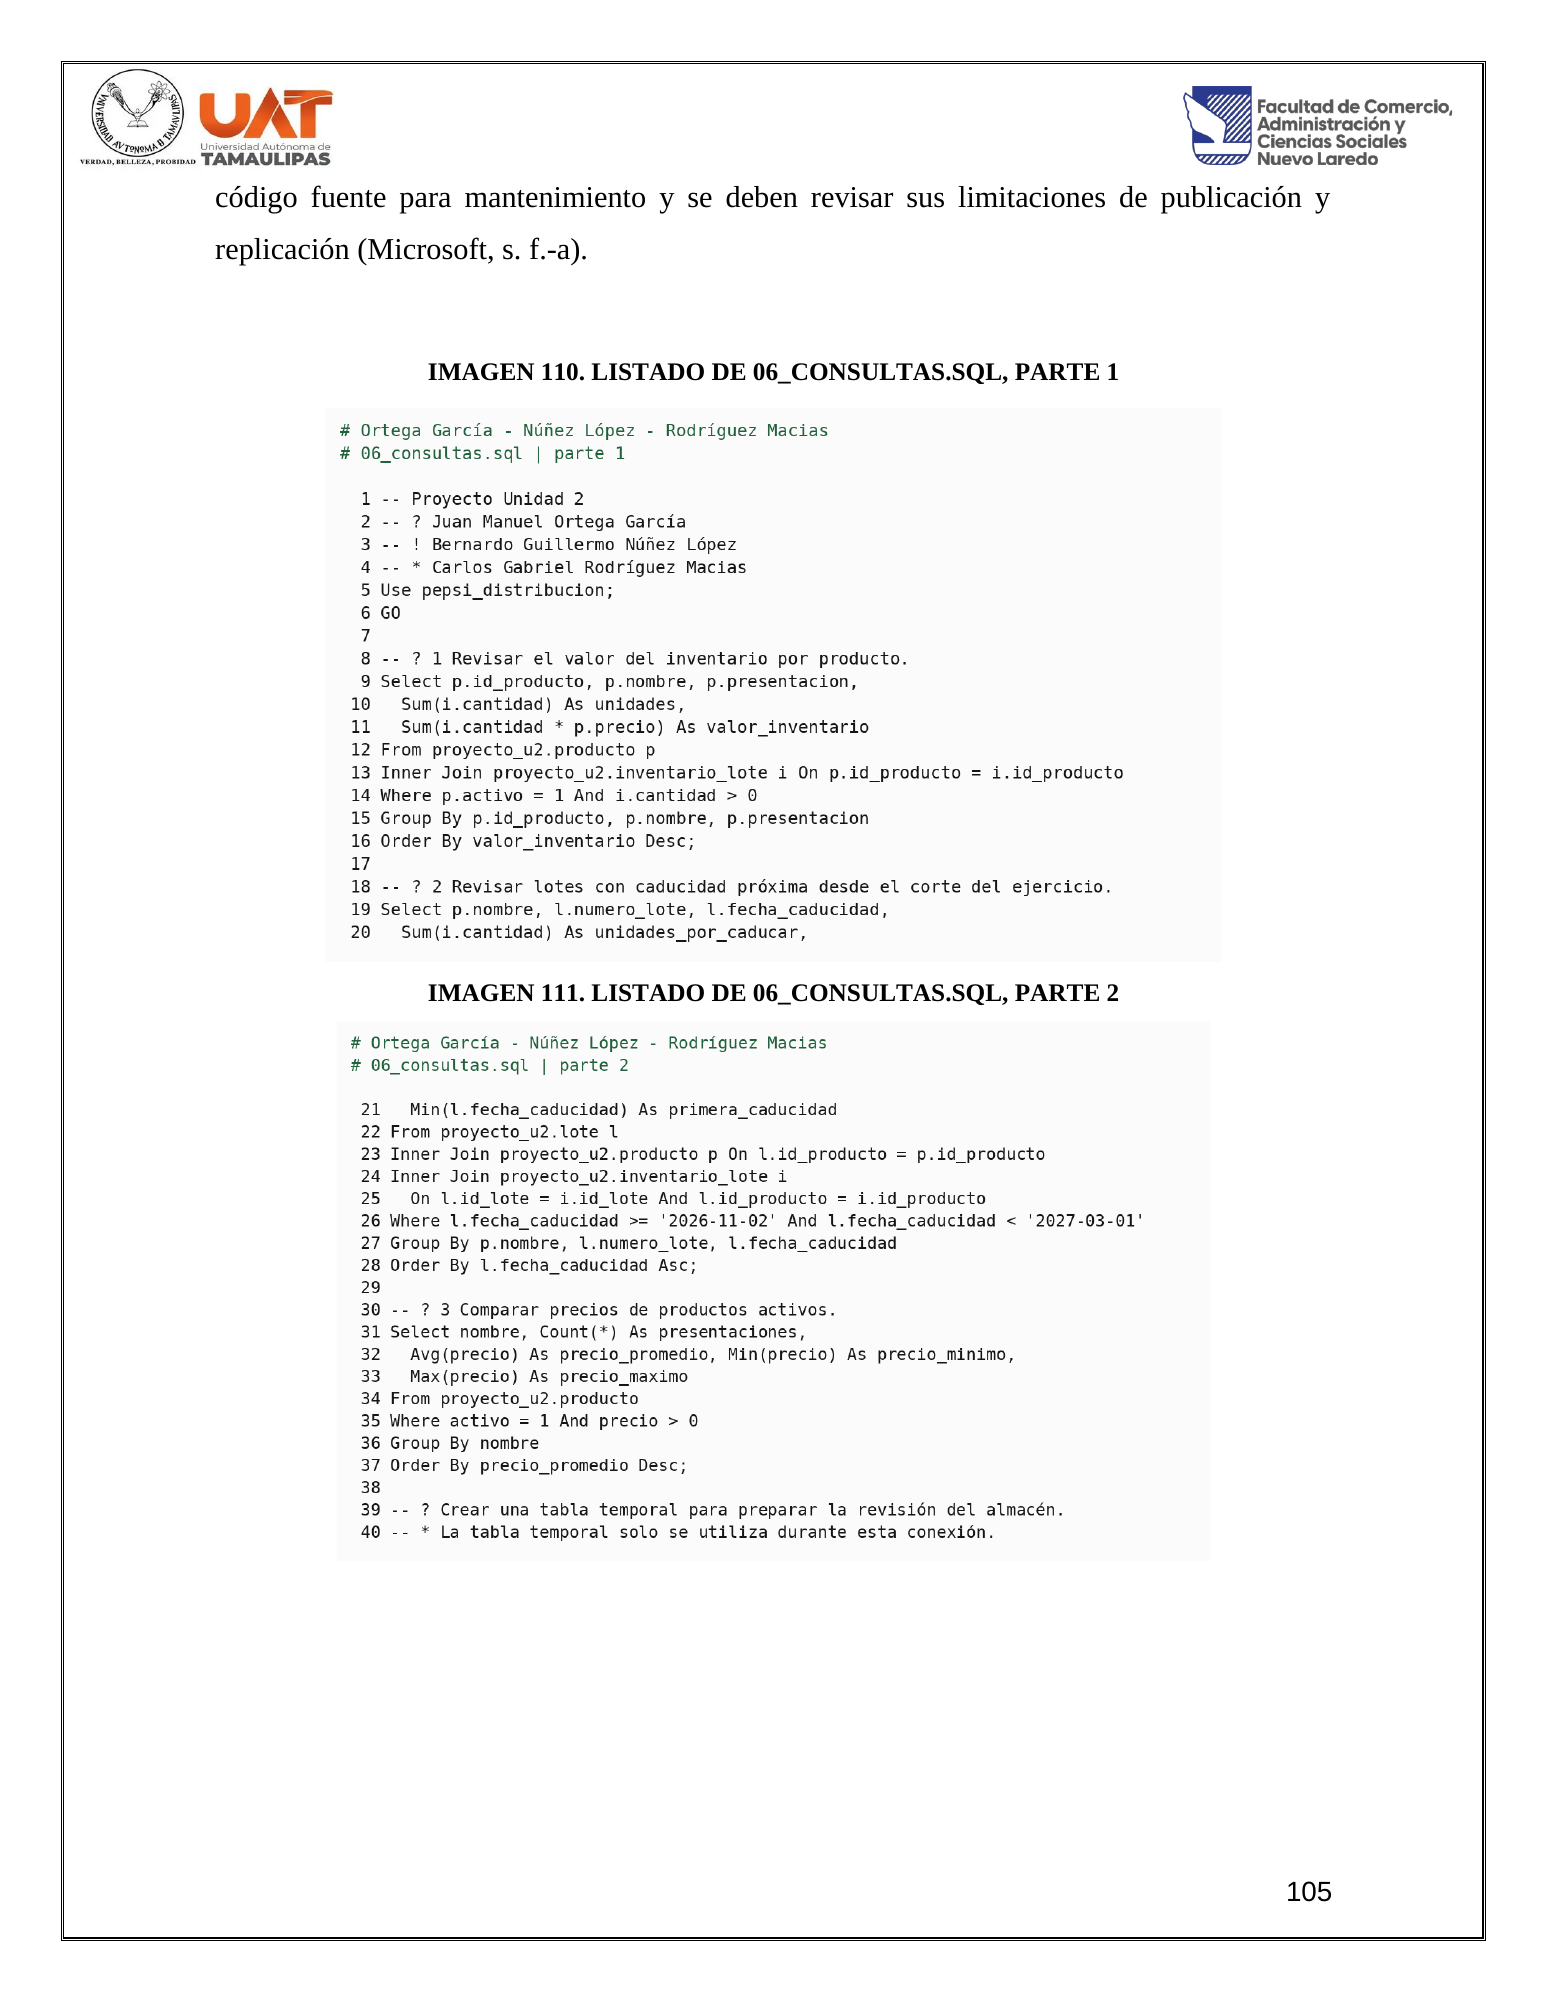 UNIVERSIDAD AVTONOMA D TAMAVLIPAS
VERDAD, BELLEZA, PROBIDAD
UAT
Universidad Autónoma de
TAMAULIPAS
Facultad de Comercio,
Administración y
Ciencias Sociales
Nuevo Laredo
código fuente para mantenimiento y se deben revisar sus limitaciones de publicación y
replicación (Microsoft, s. f.-a).
IMAGEN 110. LISTADO DE 06_CONSULTAS.SQL, PARTE 1
# Ortega García - Núñez López - Rodríguez Macias
# 06_consultas.sql | parte 1
1 -- Proyecto Unidad 2
2 -- ? Juan Manuel Ortega García
3 -- ! Bernardo Guillermo Núñez López
4 -- * Carlos Gabriel Rodríguez Macias
5 Use pepsi_distribucion;
6 GO
7
8 -- ? 1 Revisar el valor del inventario por producto.
9 Select p.id_producto, p.nombre, p.presentacion,
10   Sum(i.cantidad) As unidades,
11   Sum(i.cantidad * p.precio) As valor_inventario
12 From proyecto_u2.producto p
13 Inner Join proyecto_u2.inventario_lote i On p.id_producto = i.id_producto
14 Where p.activo = 1 And i.cantidad > 0
15 Group By p.id_producto, p.nombre, p.presentacion
16 Order By valor_inventario Desc;
17
18 -- ? 2 Revisar lotes con caducidad próxima desde el corte del ejercicio.
19 Select p.nombre, l.numero_lote, l.fecha_caducidad,
20   Sum(i.cantidad) As unidades_por_caducar,
IMAGEN 111. LISTADO DE 06_CONSULTAS.SQL, PARTE 2
# Ortega García - Núñez López - Rodríguez Macias
# 06_consultas.sql | parte 2
21   Min(l.fecha_caducidad) As primera_caducidad
22 From proyecto_u2.lote l
23 Inner Join proyecto_u2.producto p On l.id_producto = p.id_producto
24 Inner Join proyecto_u2.inventario_lote i
25   On l.id_lote = i.id_lote And l.id_producto = i.id_producto
26 Where l.fecha_caducidad >= '2026-11-02' And l.fecha_caducidad < '2027-03-01'
27 Group By p.nombre, l.numero_lote, l.fecha_caducidad
28 Order By l.fecha_caducidad Asc;
29
30 -- ? 3 Comparar precios de productos activos.
31 Select nombre, Count(*) As presentaciones,
32   Avg(precio) As precio_promedio, Min(precio) As precio_minimo,
33   Max(precio) As precio_maximo
34 From proyecto_u2.producto
35 Where activo = 1 And precio > 0
36 Group By nombre
37 Order By precio_promedio Desc;
38
39 -- ? Crear una tabla temporal para preparar la revisión del almacén.
40 -- * La tabla temporal solo se utiliza durante esta conexión.
105